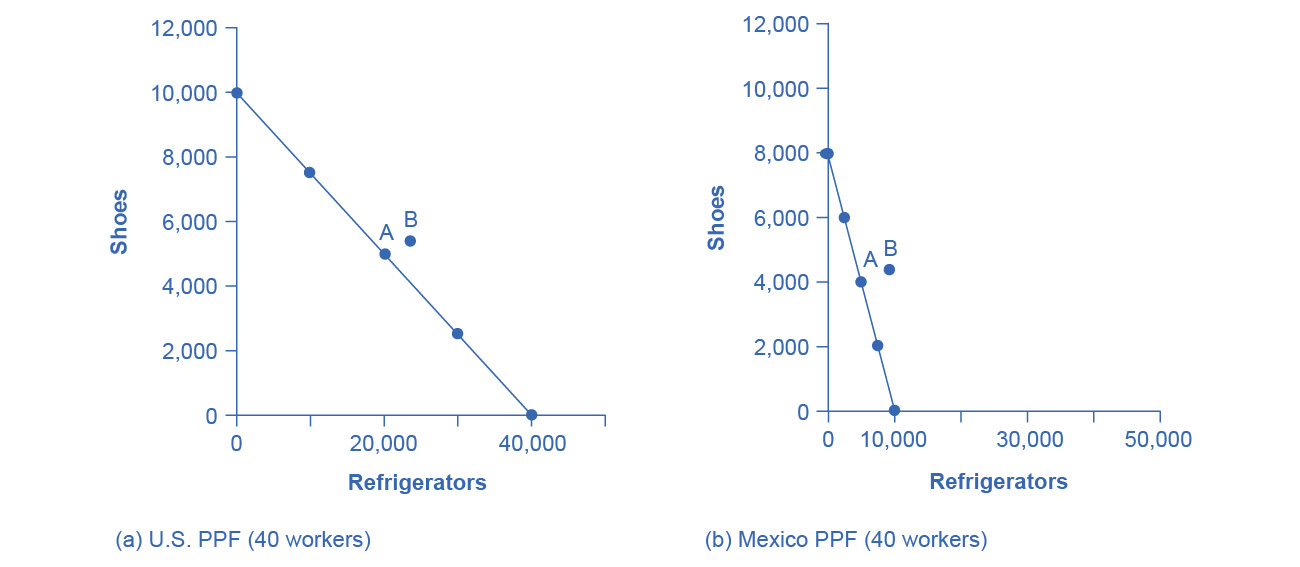 12,000
10,000
8,000
6,000
4,000
2,000
0
Shoes
A
B
0
20,000
40,000
Refrigerators
(a) U.S. PPF (40 workers)
12,000
10,000
8,000
6,000
4,000
2,000
0
Shoes
A
B
0
10,000
30,000
50,000
Refrigerators
(b) Mexico PPF (40 workers)